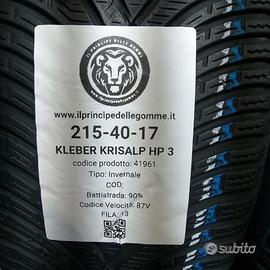 IL PRINCIPE DELLE GOMME
www.ilprincipedellegomme.it
215-40-17
KLEBER KRISALP HP 3
codice prodotto: 41961
Tipo: Invernale
COD:
Battistrada: 90%
Codice Velocità: 87V
FILA
subito